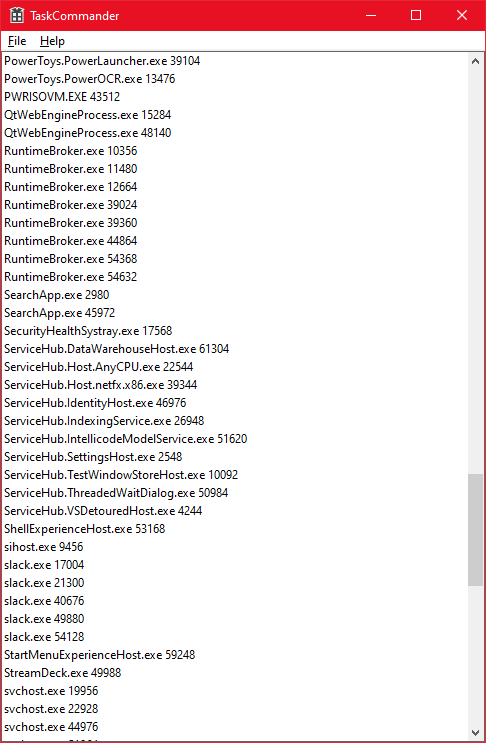 TaskCommander
File Help
PowerToys.PowerLauncher.exe 39104
PowerToys.PowerOCR.exe 13476
PWRISOVM.EXE 43512
QtWebEngineProcess.exe 15284
QtWebEngineProcess.exe 48140
RuntimeBroker.exe 10356
RuntimeBroker.exe 11480
RuntimeBroker.exe 12664
RuntimeBroker.exe 39024
RuntimeBroker.exe 39360
RuntimeBroker.exe 44864
RuntimeBroker.exe 54368
RuntimeBroker.exe 54632
SearchApp.exe 2980
SearchApp.exe 45972
SecurityHealthSystray.exe 17568
ServiceHub.DataWarehouseHost.exe 61304
ServiceHub.Host.AnyCPU.exe 22544
ServiceHub.Host.netfx.x86.exe 39344
ServiceHub.IdentityHost.exe 46976
ServiceHub.IndexingService.exe 26948
ServiceHub.IntellicodeModelService.exe 51620
ServiceHub.SettingsHost.exe 2548
ServiceHub.TestWindowStoreHost.exe 10092
ServiceHub.ThreadedWaitDialog.exe 50984
ServiceHub.VSDetouredHost.exe 4244
ShellExperienceHost.exe 53168
sihost.exe 9456
slack.exe 17004
slack.exe 21300
slack.exe 40676
slack.exe 49880
slack.exe 54128
StartMenuExperienceHost.exe 59248
StreamDeck.exe 49988
svchost.exe 19956
svchost.exe 22928
svchost.exe 44976